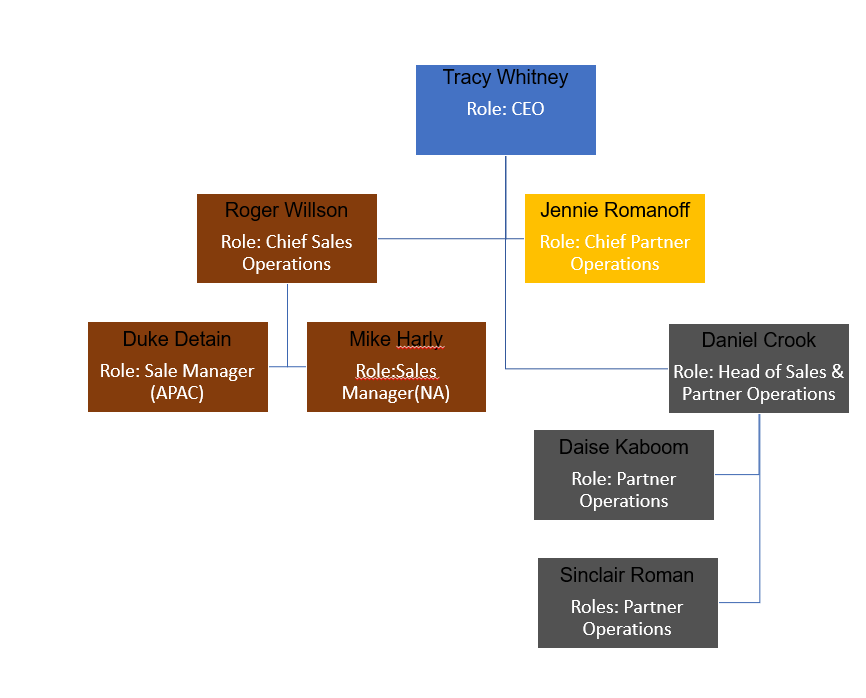 Tracy Whitney
Role: CEO
Roger Willson
Role: Chief Sales
Operations
Jennie Romanoff
Role: Chief Partner
Operations
Duke Detain
Role: Sale Manager
(APAC)
Mike Harly
Role:Sales
Manager(NA)
Daniel Crook
Role: Head of Sales &
Partner Operations
Daise Kaboom
Role: Partner
Operations
Sinclair Roman
Roles: Partner
Operations